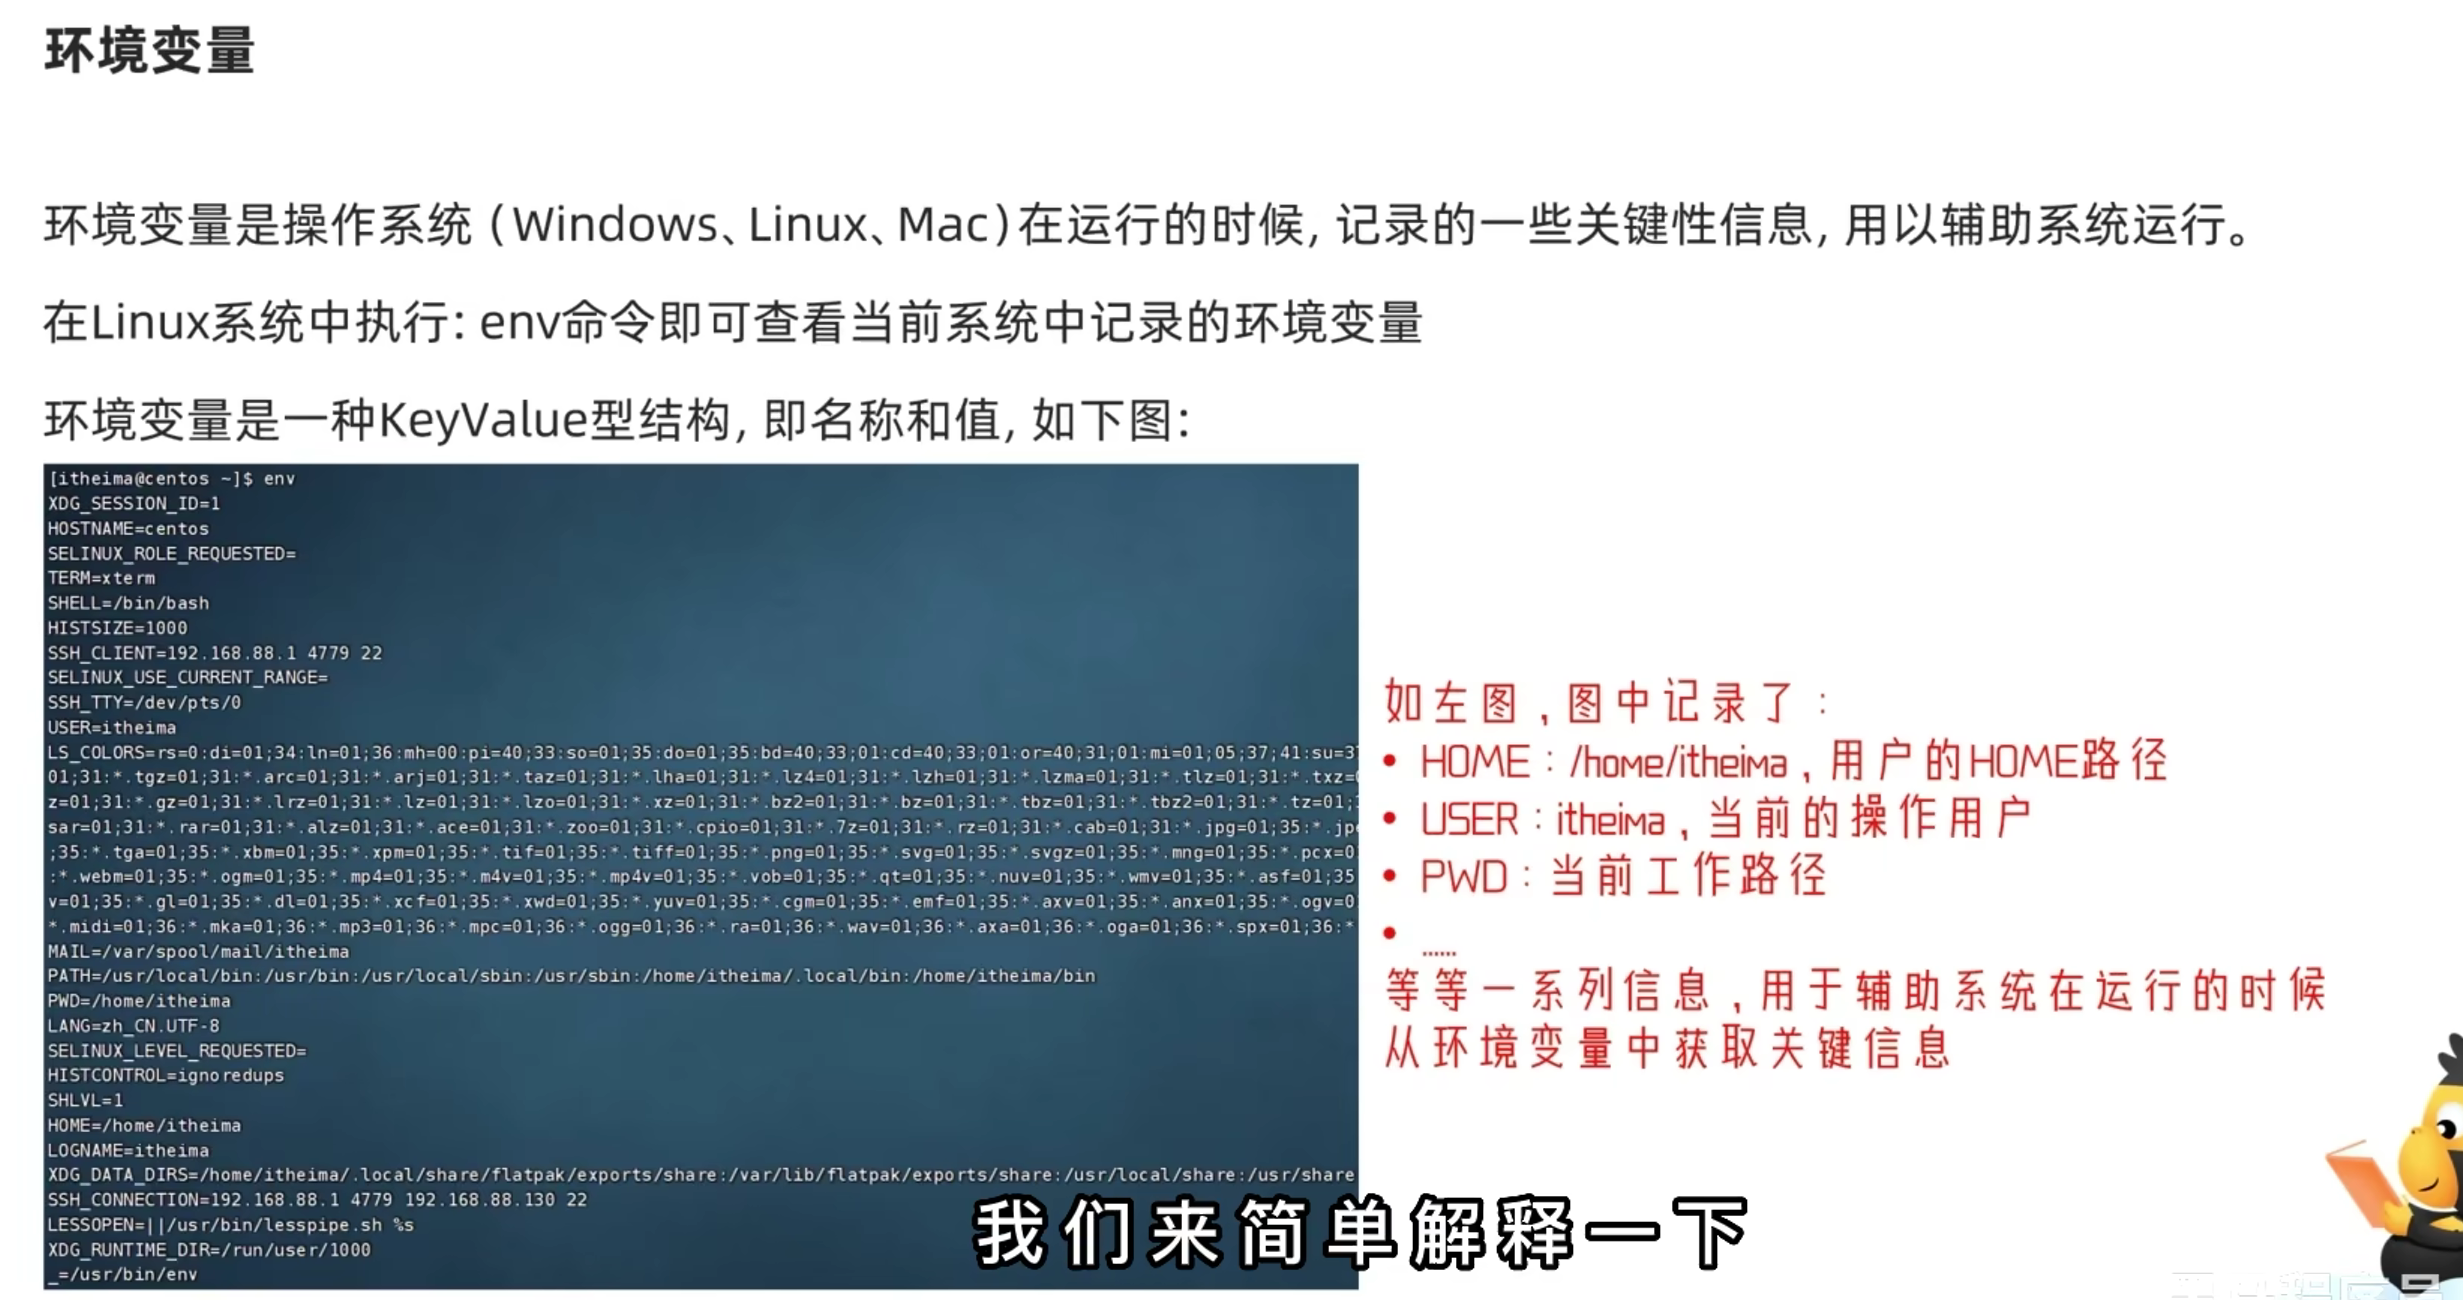 环境变量
环境变量是操作系统（Windows、Linux、Mac）在运行的时候，记录的一些关键性信息，用以辅助系统运行。
在Linux系统中执行：env命令即可查看当前系统中记录的环境变量
环境变量是一种KeyValue型结构，即名称和值，如下图：
[itheima@centos ~]$ env
XDG_SESSION_ID=1
HOSTNAME=centos
SELINUX_ROLE_REQUESTED=
TERM=xterm
SHELL=/bin/bash
HISTSIZE=1000
SSH_CLIENT=192.168.88.1 4779 22
SELINUX_USE_CURRENT_RANGE=
SSH_TTY=/dev/pts/0
USER=itheima
LS_COLORS=rs=0:di=01;34:ln=01;36:mh=00:pi=40;33:so=01;35:do=01;35:bd=40;33;01:cd=40;33;01:or=40;31;01:mi=01;05;37;41:su=3
01;31:*.tgz=01;31:*.arc=01;31:*.arj=01;31:*.taz=01;31:*.lha=01;31:*.lz4=01;31:*.lzh=01;31:*.lzma=01;31:*.tlz=01;31:*.txz=
z=01;31:*.gz=01;31:*.lrz=01;31:*.lz=01;31:*.lzo=01;31:*.xz=01;31:*.bz2=01;31:*.bz=01;31:*.tbz=01;31:*.tbz2=01;31:*.tz=01;
sar=01;31:*.rar=01;31:*.alz=01;31:*.ace=01;31:*.zoo=01;31:*.cpio=01;31:*.7z=01;31:*.rz=01;31:*.cab=01;31:*.jpg=01;35:*.jp
;35:*.tga=01;35:*.xbm=01;35:*.xpm=01;35:*.tif=01;35:*.tiff=01;35:*.png=01;35:*.svg=01;35:*.svgz=01;35:*.mng=01;35:*.pcx=0
:*.webm=01;35:*.ogm=01;35:*.mp4=01;35:*.m4v=01;35:*.mp4v=01;35:*.vob=01;35:*.qt=01;35:*.nuv=01;35:*.wmv=01;35:*.asf=01;35
v=01;35:*.gl=01;35:*.dl=01;35:*.xcf=01;35:*.xwd=01;35:*.yuv=01;35:*.cgm=01;35:*.emf=01;35:*.axv=01;35:*.anx=01;35:*.ogv=0
*.midi=01;36:*.mka=01;36:*.mp3=01;36:*.mpc=01;36:*.ogg=01;36:*.ra=01;36:*.wav=01;36:*.axa=01;36:*.oga=01;36:*.spx=01;36:*
MAIL=/var/spool/mail/itheima
PATH=/usr/local/bin:/usr/bin:/usr/local/sbin:/usr/sbin:/home/itheima/.local/bin:/home/itheima/bin
PWD=/home/itheima
LANG=zh_CN.UTF-8
SELINUX_LEVEL_REQUESTED=
HISTCONTROL=ignoredups
SHLVL=1
HOME=/home/itheima
LOGNAME=itheima
XDG_DATA_DIRS=/home/itheima/.local/share/flatpak/exports/share:/var/lib/flatpak/exports/share:/usr/local/share:/usr/share
SSH_CONNECTION=192.168.88.1 4779 192.168.88.130 22
LESSOPEN=||/usr/bin/lesspipe.sh %s
XDG_RUNTIME_DIR=/run/user/1000
_=/usr/bin/env
如左图，图中记录了：
• HOME：/home/itheima，用户的HOME路径
• USER：itheima，当前的操作用户
• PWD：当前工作路径
• ......
等等一系列信息，用于辅助系统在运行的时候
从环境变量中获取关键信息
我们来简单解释一下